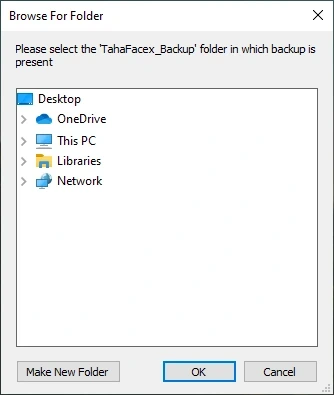 Browse For Folder
Please select the 'TahaFacex_Backup' folder in which backup is
present
Desktop
OneDrive
This PC
Libraries
Network
Make New Folder
OK
Cancel